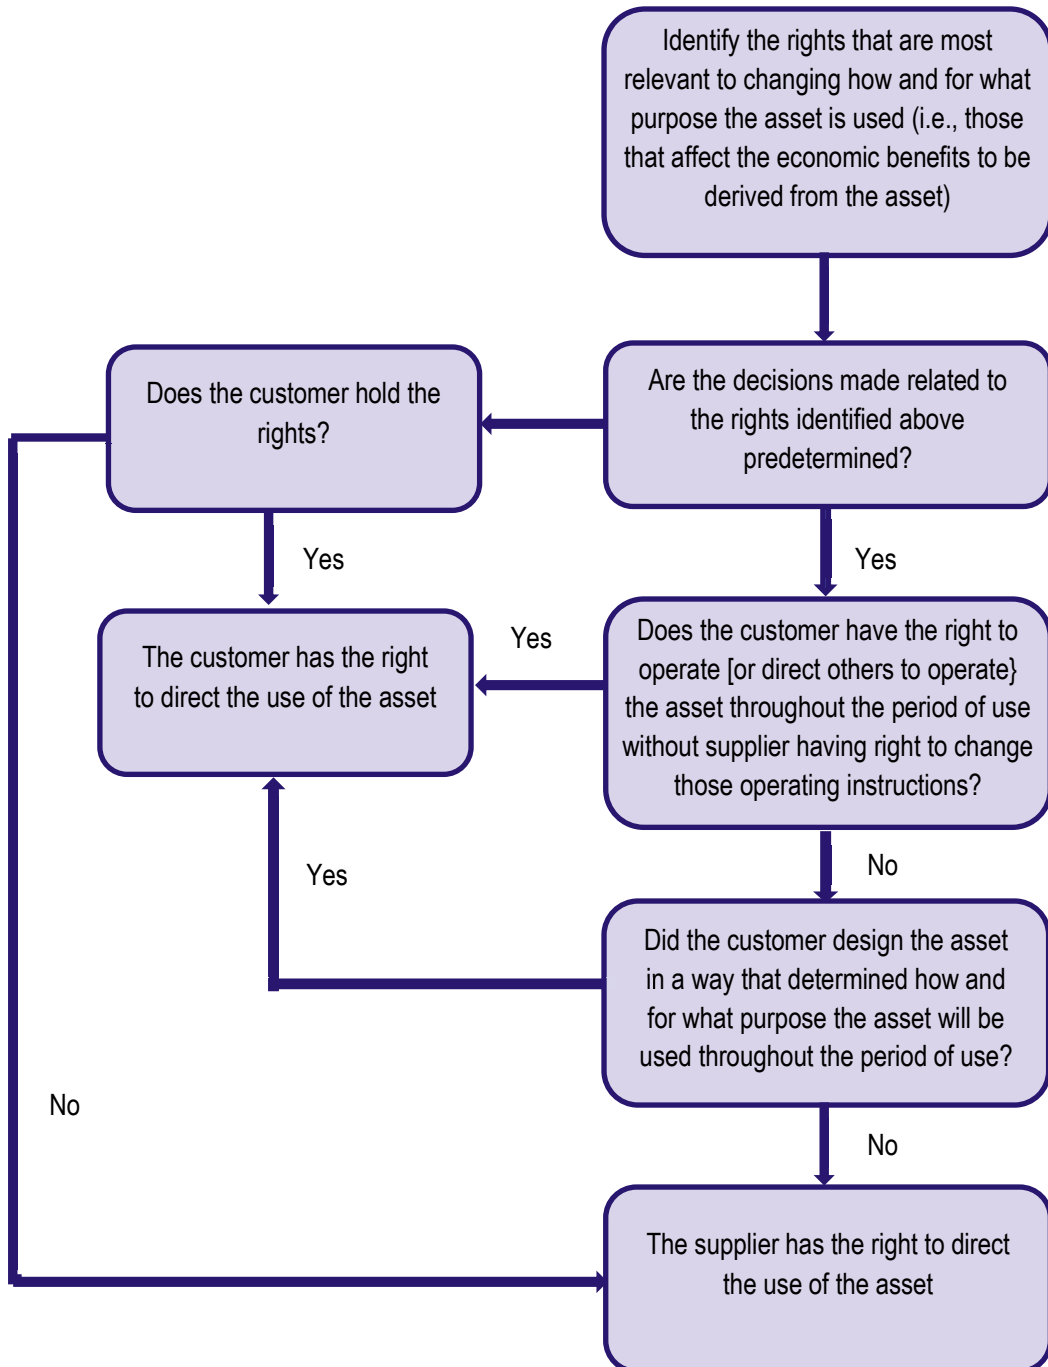 Identify the rights that are most
relevant to changing how and for what
purpose the asset is used (i.e., those
that affect the economic benefits to be
derived from the asset)
Does the customer hold the
rights?
Are the decisions made related to
the rights identified above
predetermined?
Yes
Yes
The customer has the right
to direct the use of the asset
Yes
Does the customer have the right to
operate [or direct others to operate}
the asset throughout the period of use
without supplier having right to change
those operating instructions?
Yes
No
Did the customer design the asset
in a way that determined how and
for what purpose the asset will be
used throughout the period of use?
No
No
The supplier has the right to direct
the use of the asset